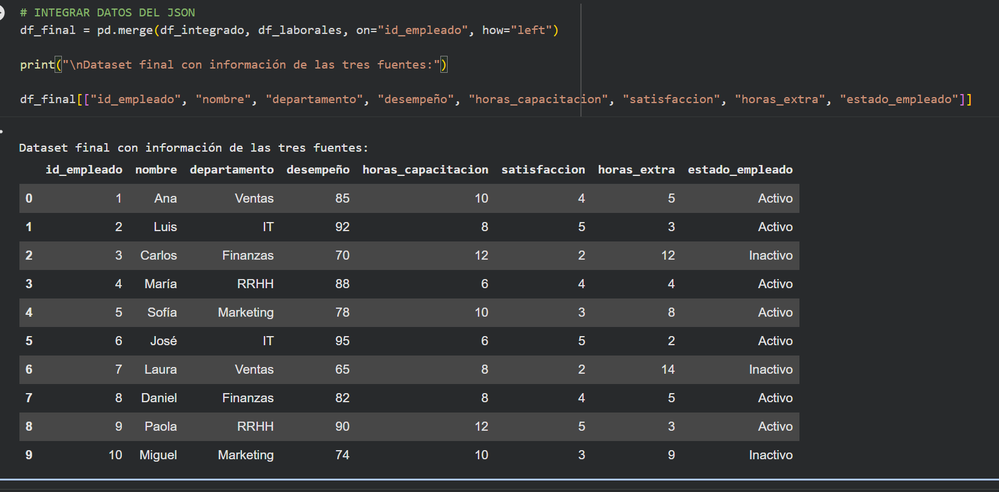 # INTEGRAR DATOS DEL JSON
df_final = pd.merge(df_integrado, df_laborales, on="id_empleado", how="left")
print("\nDataset final con información de las tres fuentes:")
df_final[["id_empleado", "nombre", "departamento", "desempeño", "horas_capacitacion", "satisfaccion", "horas_extra", "estado_empleado"]]
Dataset final con información de las tres fuentes:
id_empleado nombre departamento desempeño horas_capacitacion satisfaccion horas_extra estado_empleado
0 1 Ana Ventas 85 10 4 5 Activo
1 2 Luis IT 92 8 5 3 Activo
2 3 Carlos Finanzas 70 12 2 12 Inactivo
3 4 María RRHH 88 6 4 4 Activo
4 5 Sofía Marketing 78 10 3 8 Activo
5 6 José IT 95 6 5 2 Activo
6 7 Laura Ventas 65 8 2 14 Inactivo
7 8 Daniel Finanzas 82 8 4 5 Activo
8 9 Paola RRHH 90 12 5 3 Activo
9 10 Miguel Marketing 74 10 3 9 Inactivo